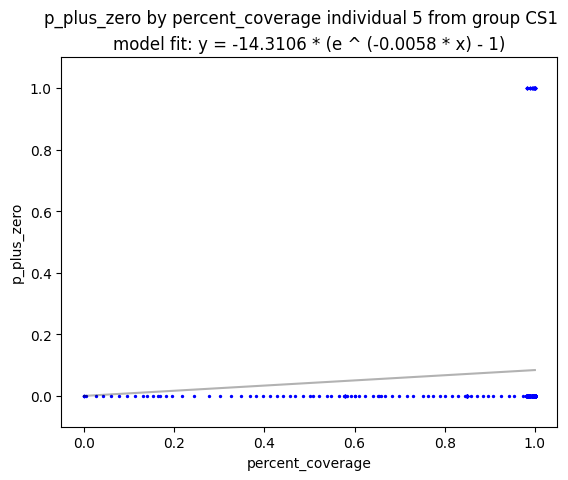 p_plus_zero by percent_coverage individual 5 from group CS1
model fit: y = -14.3106 * (e ^ (-0.0058 * x) - 1)
1.0
0.8
0.6
0.4
0.2
0.0
p_plus_zero
0.0 0.2 0.4 0.6 0.8 1.0
percent_coverage